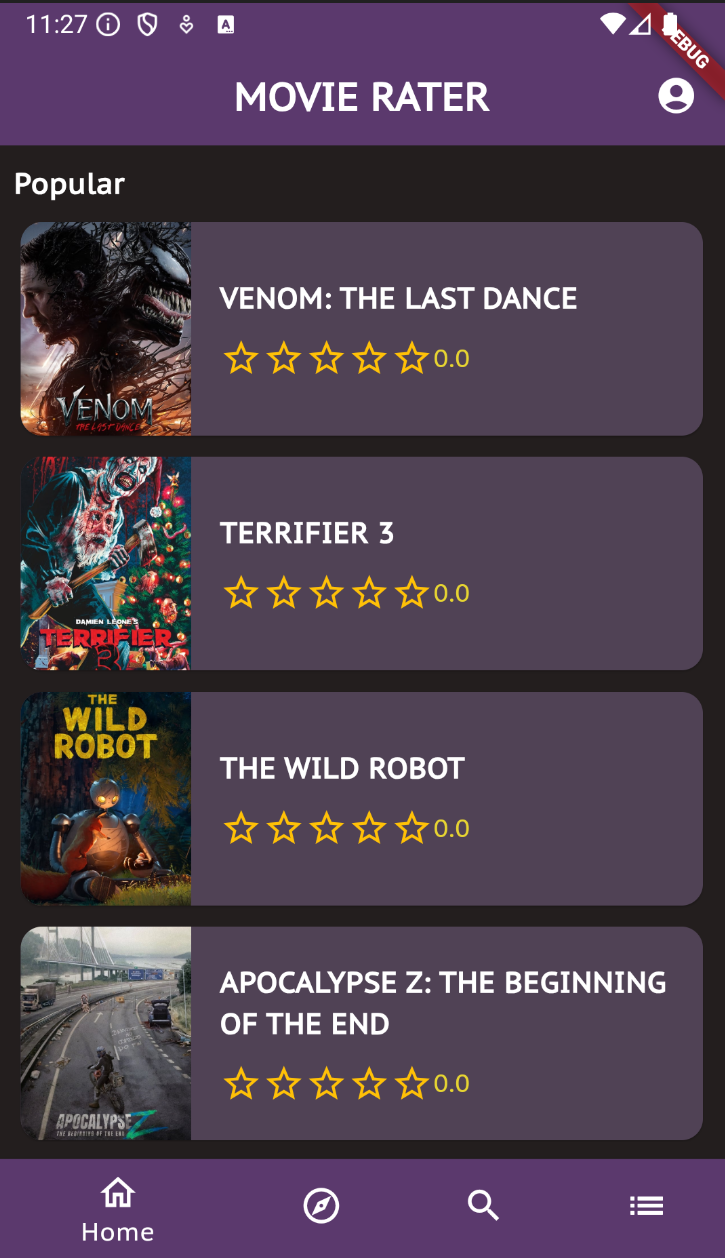 11:27
DEBUG
MOVIE RATER
Popular
VENOM
THE LAST DANCE
VENOM: THE LAST DANCE
0.0
DAMIEN LEONE'S
TERRIFIER
3
TERRIFIER 3
0.0
THE
WILD
ROBOT
THE WILD ROBOT
0.0
APOCALYPSE Z
THE BEGINNING OF THE END
APOCALYPSE Z: THE BEGINNING
OF THE END
0.0
Home